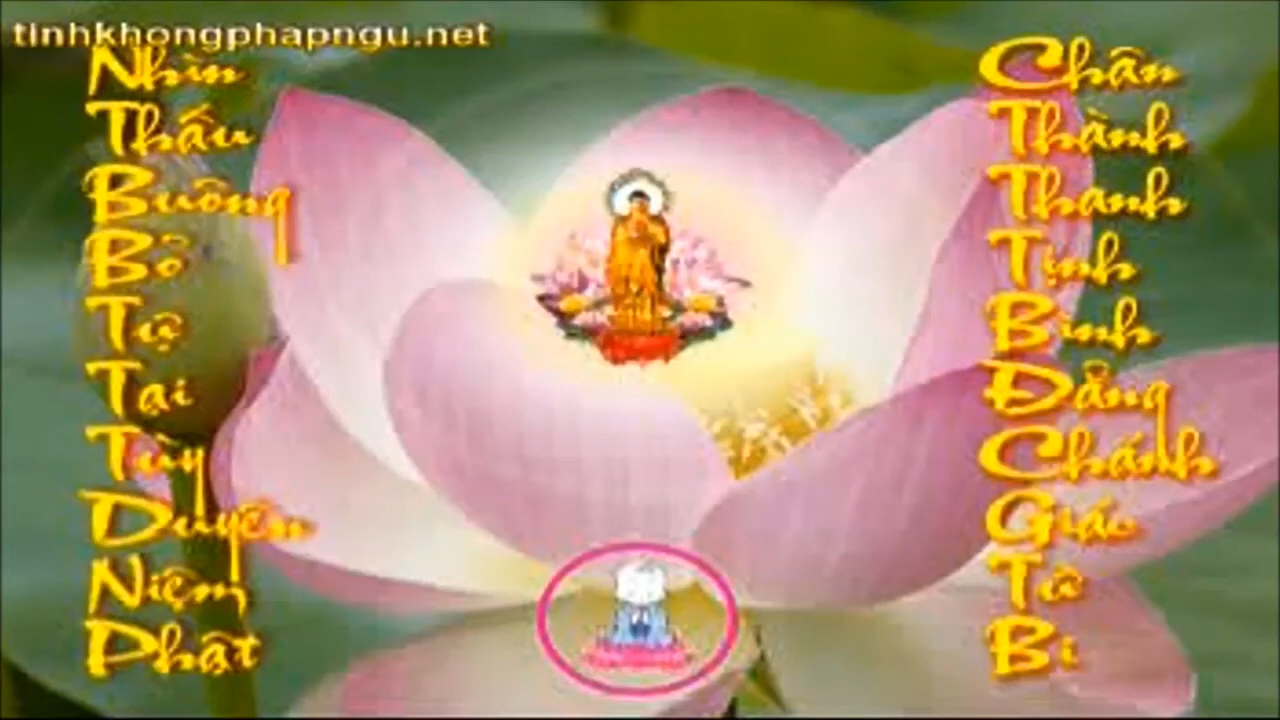 tinhkhongphapngu.net
Nhìn
Thấu
Buông
Bỏ
Tự
Tại
Tùy
Duyên
Niệm
Phật
Chân
Thành
Thanh
Tịnh
Bình
Đẳng
Chánh
Giác
Từ
Bi